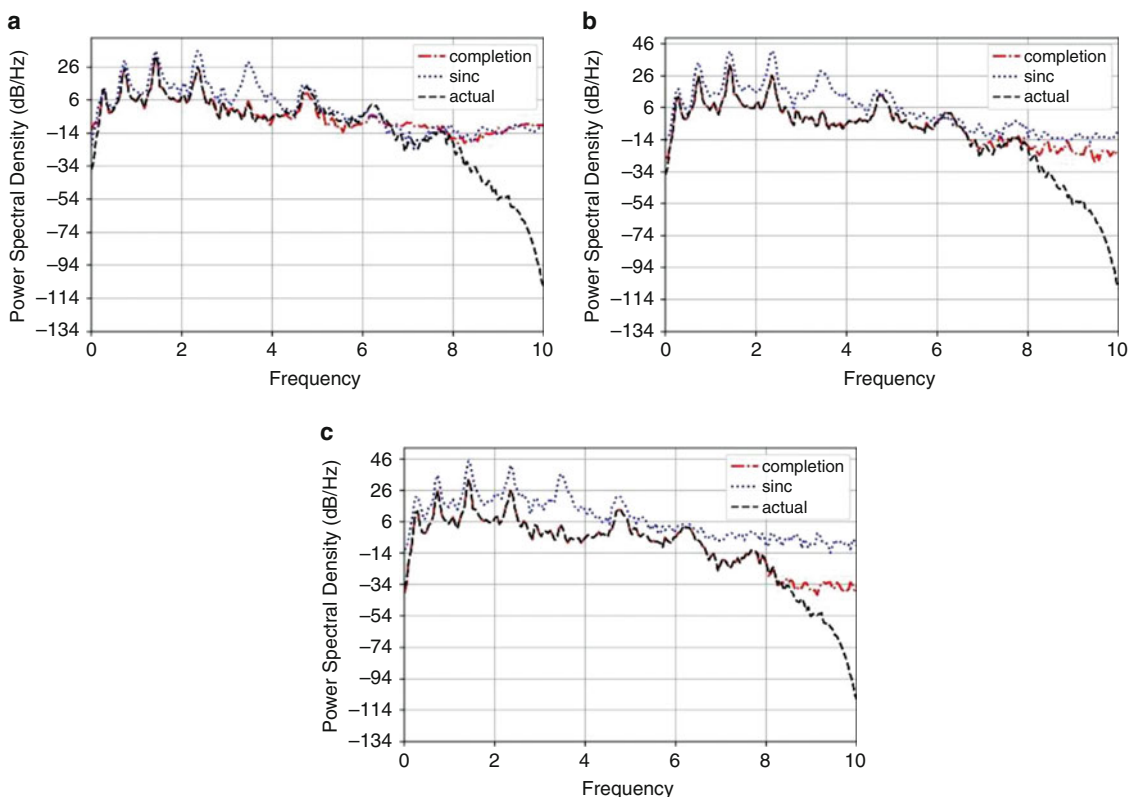 a
Power Spectral Density (dB/Hz)
26
6
−14
−34
−54
−74
−94
−114
−134
0
2
4
6
8
10
Frequency
completion
sinc
actual
b
Power Spectral Density (dB/Hz)
46
26
6
−14
−34
−54
−74
−94
−114
−134
0
2
4
6
8
10
Frequency
completion
sinc
actual
c
Power Spectral Density (dB/Hz)
46
26
6
−14
−34
−54
−74
−94
−114
−134
0
2
4
6
8
10
Frequency
completion
sinc
actual